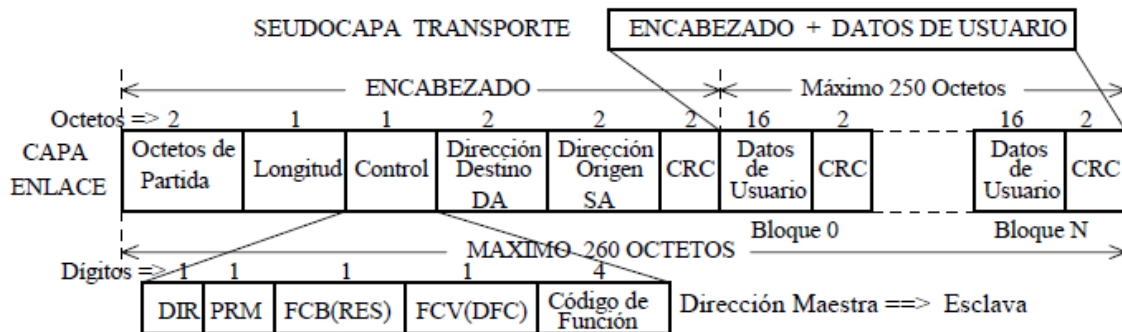 SEUDOCAPA TRANSPORTE ENCABEZADO + DATOS DE USUARIO
ENCABEZADO Máximo 250 Octetos
Octetos => 2 1 1 2 2 2 16 2 16 2
CAPA ENLACE
Octetos de Partida
Longitud
Control
Dirección Destino DA
Dirección Origen SA
CRC
Datos de Usuario
CRC
Datos de Usuario
CRC
Bloque 0 Bloque N
MAXIMO 260 OCTETOS
Dígitos => 1 1 1 1 4
DIR PRM FCB(RES) FCV(DFC) Código de Función
Dirección Maestra ==> Esclava